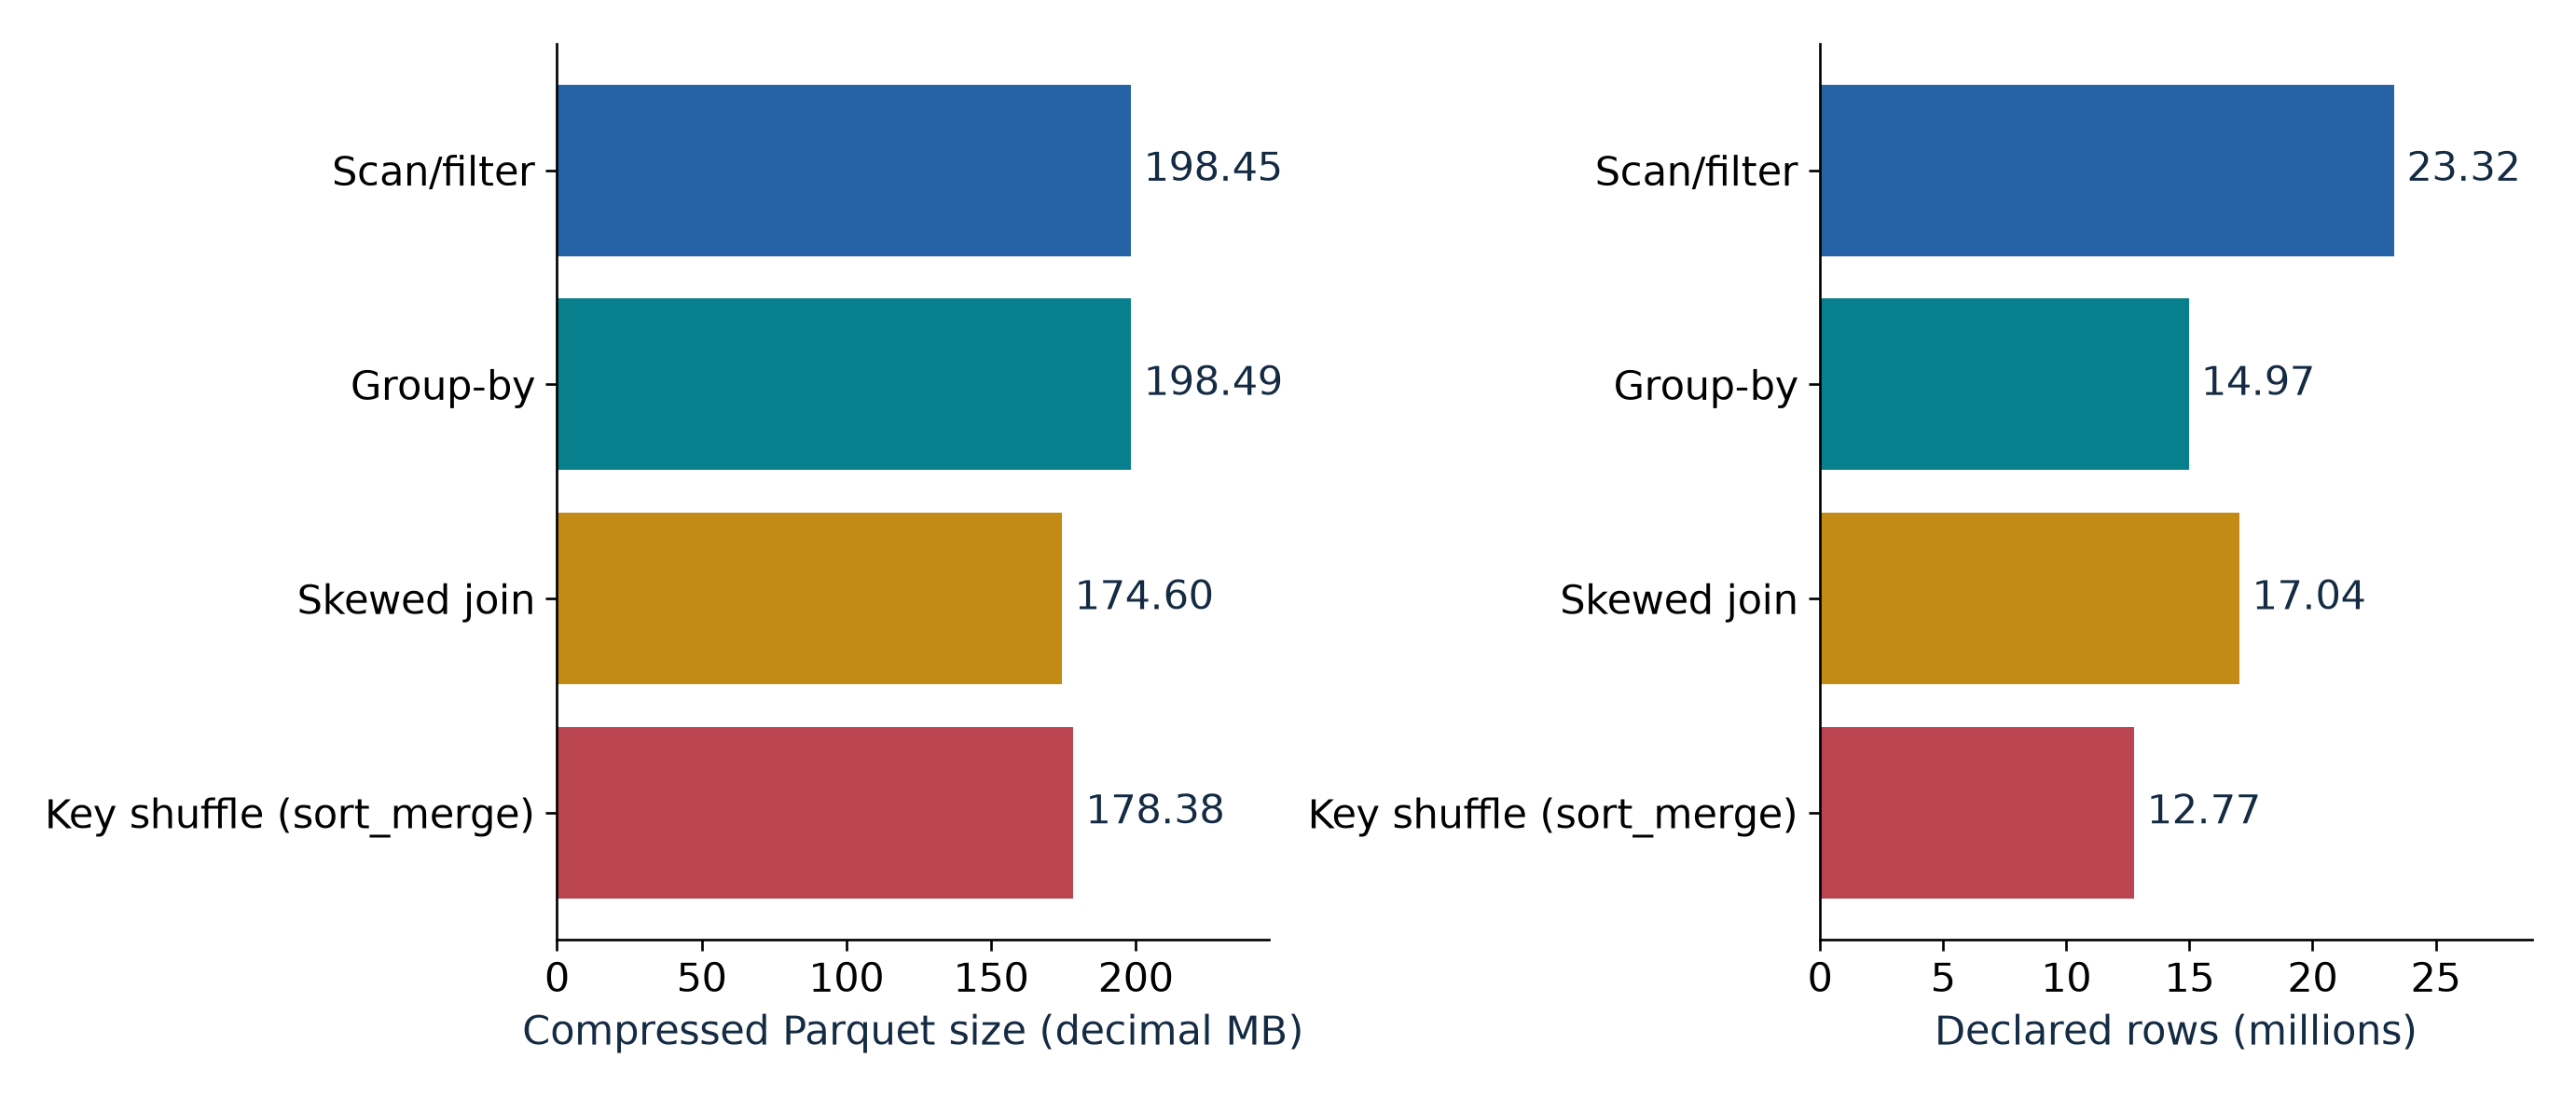 Scan/filter
198.45
Group-by
198.49
Skewed join
174.60
Key shuffle (sort_merge)
178.38
0 50 100 150 200
Compressed Parquet size (decimal MB)
Scan/filter
23.32
Group-by
14.97
Skewed join
17.04
Key shuffle (sort_merge)
12.77
0 5 10 15 20 25
Declared rows (millions)